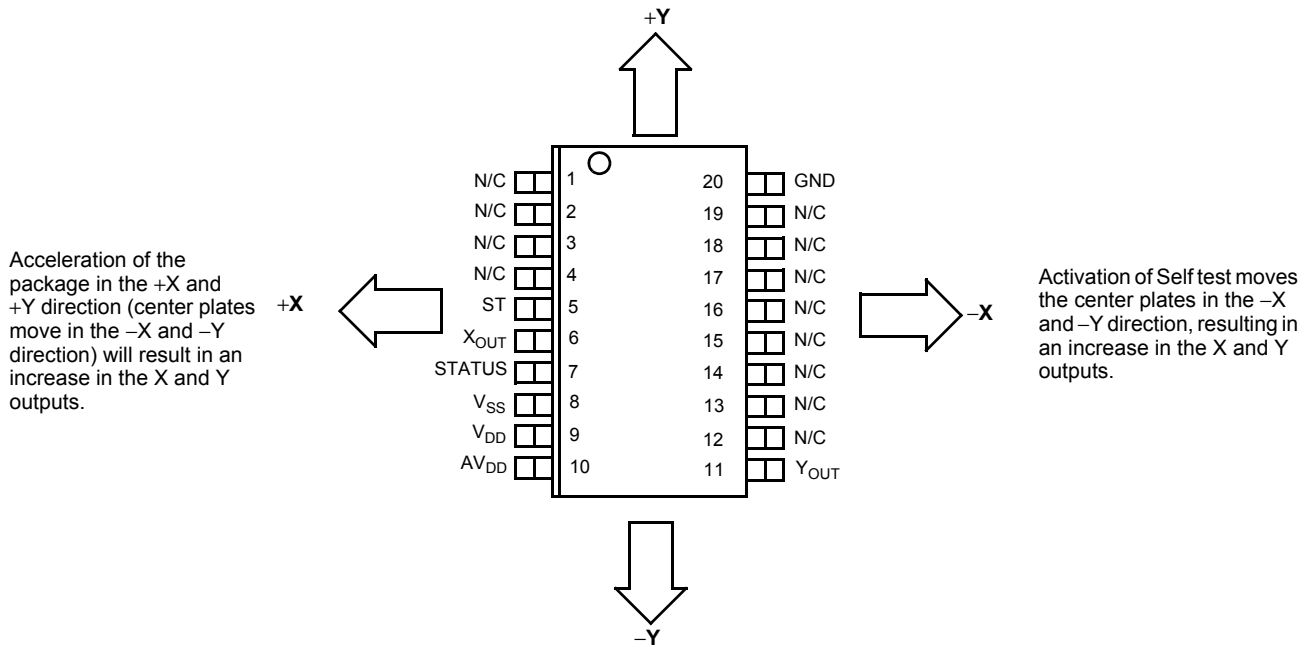 +Y
N/C 1 20 GND
N/C 2 19 N/C
N/C 3 18 N/C
N/C 4 17 N/C
ST 5 16 N/C
XOUT 6 15 N/C
STATUS 7 14 N/C
VSS 8 13 N/C
VDD 9 12 N/C
AVDD 10 11 YOUT
Acceleration of the
package in the +X and
+Y direction (center plates
move in the –X and –Y
direction) will result in an
increase in the X and Y
outputs.
+X
–X
Activation of Self test moves
the center plates in the –X
and –Y direction, resulting in
an increase in the X and Y
outputs.
–Y